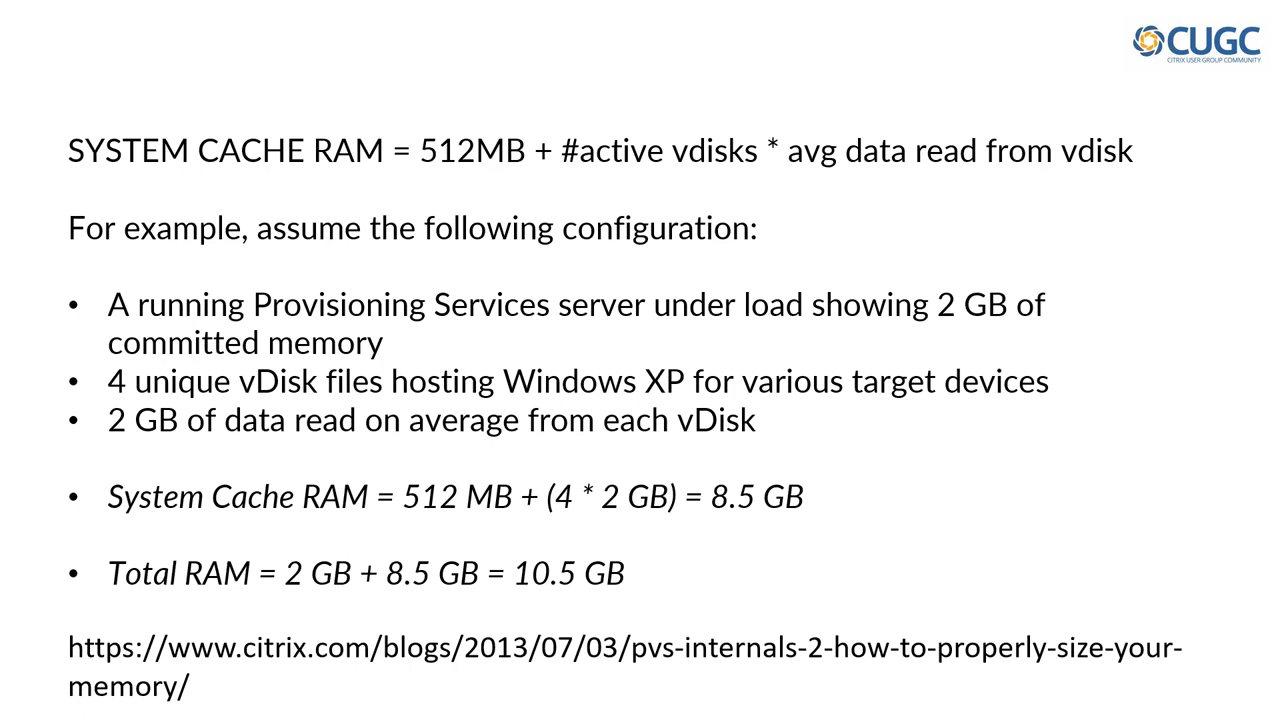 CUGC
CITRIX USER GROUP COMMUNITY
SYSTEM CACHE RAM = 512MB + #active vdisks * avg data read from vdisk
For example, assume the following configuration:
• A running Provisioning Services server under load showing 2 GB of
committed memory
• 4 unique vDisk files hosting Windows XP for various target devices
• 2 GB of data read on average from each vDisk
• System Cache RAM = 512 MB + (4 * 2 GB) = 8.5 GB
• Total RAM = 2 GB + 8.5 GB = 10.5 GB
https://www.citrix.com/blogs/2013/07/03/pvs-internals-2-how-to-properly-size-your-
memory/